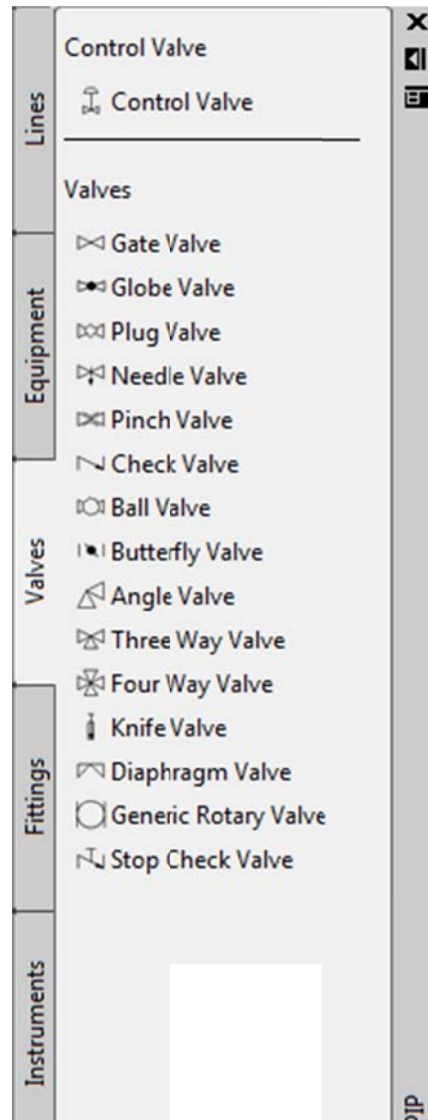 Control Valve
Control Valve
Valves
Gate Valve
Globe Valve
Plug Valve
Needle Valve
Pinch Valve
Check Valve
Ball Valve
Butterfly Valve
Angle Valve
Three Way Valve
Four Way Valve
Knife Valve
Diaphragm Valve
Generic Rotary Valve
Stop Check Valve
Lines
Equipment
Valves
Fittings
Instruments
PIP